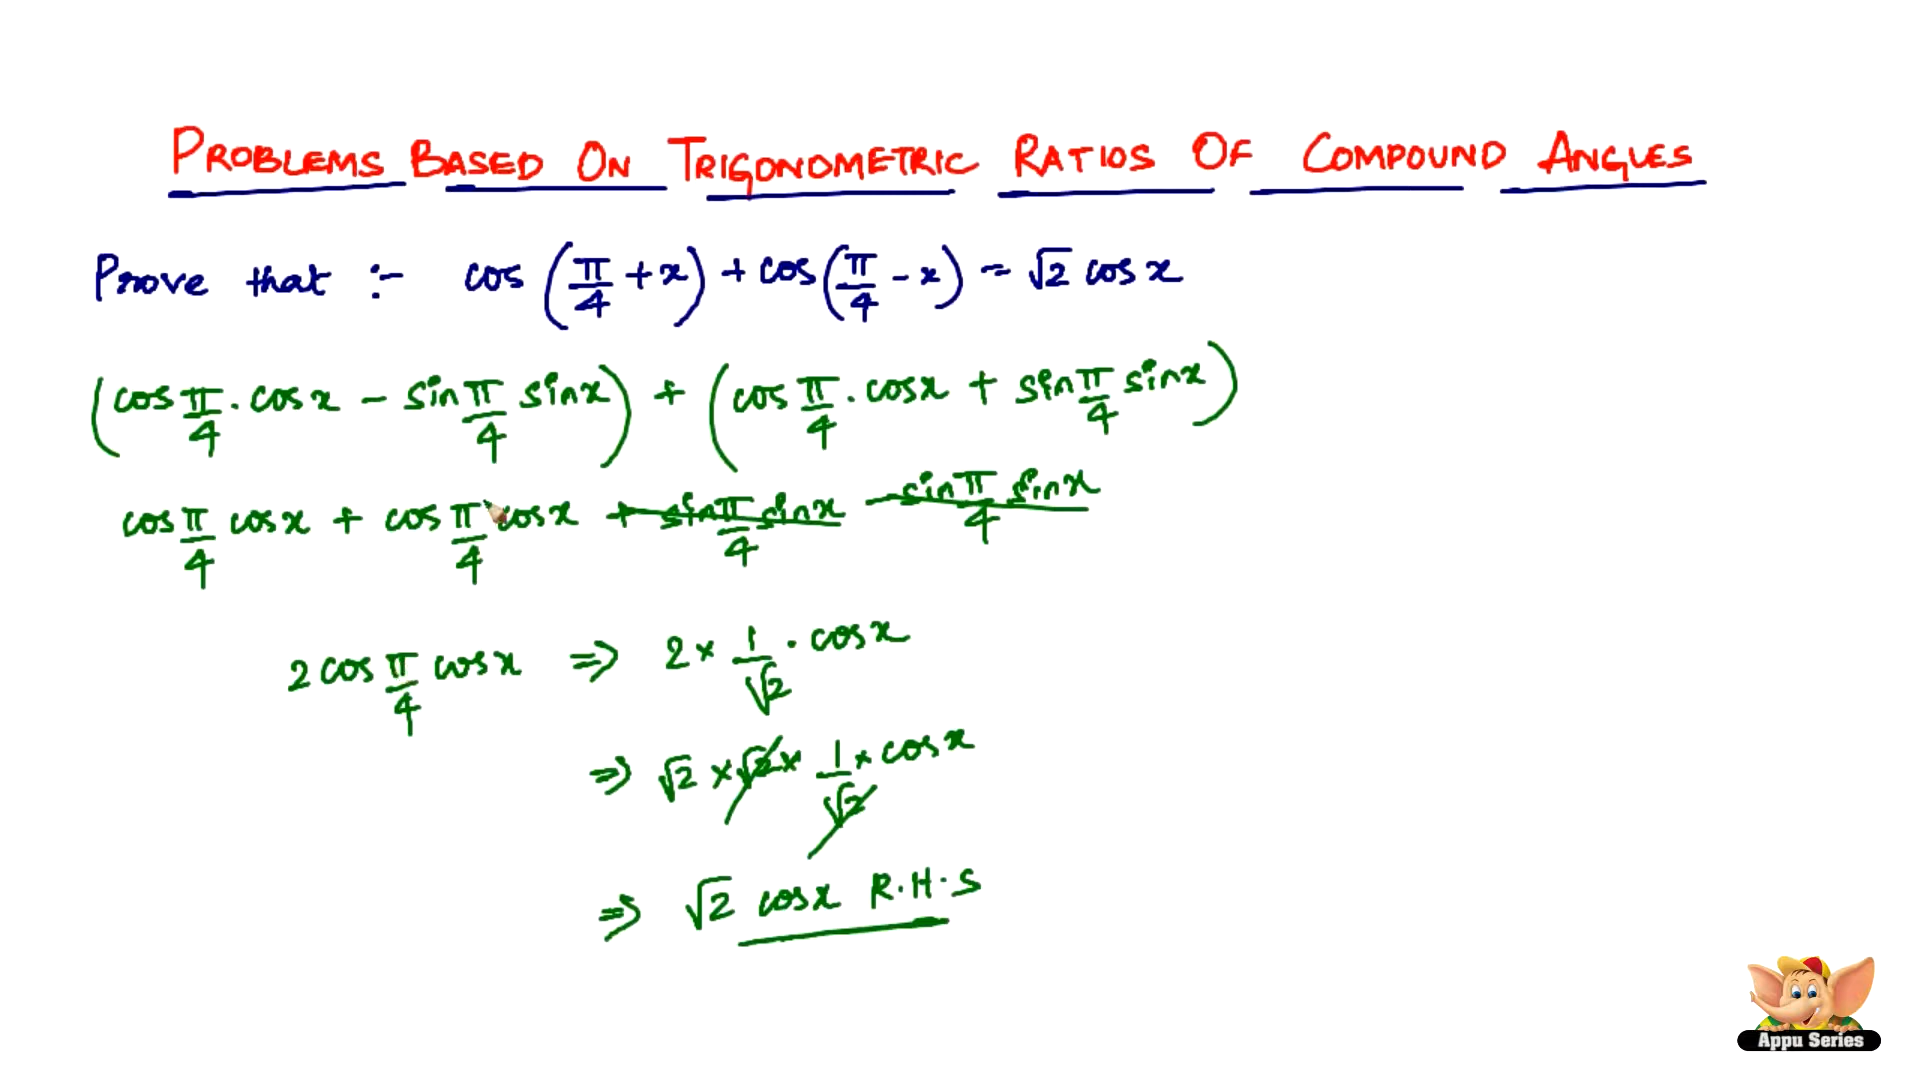 PROBLEMS BASED ON TRIGONOMETRIC RATIOS OF COMPOUND ANGLES
Prove that :- cos (π/4 + x) + cos (π/4 - x) = √2 cos x
(cos π/4 . cos x - sin π/4 sin x) + (cos π/4 . cos x + sin π/4 sin x)
cos π/4 cos x + cos π/4 cos x + sin π/4 sin x - sin π/4 sin x
2 cos π/4 cos x ⇒ 2 × 1/√2 . cos x
⇒ √2 × √2 × 1/√2 × cos x
⇒ √2 cos x R.H.S
Appu Series